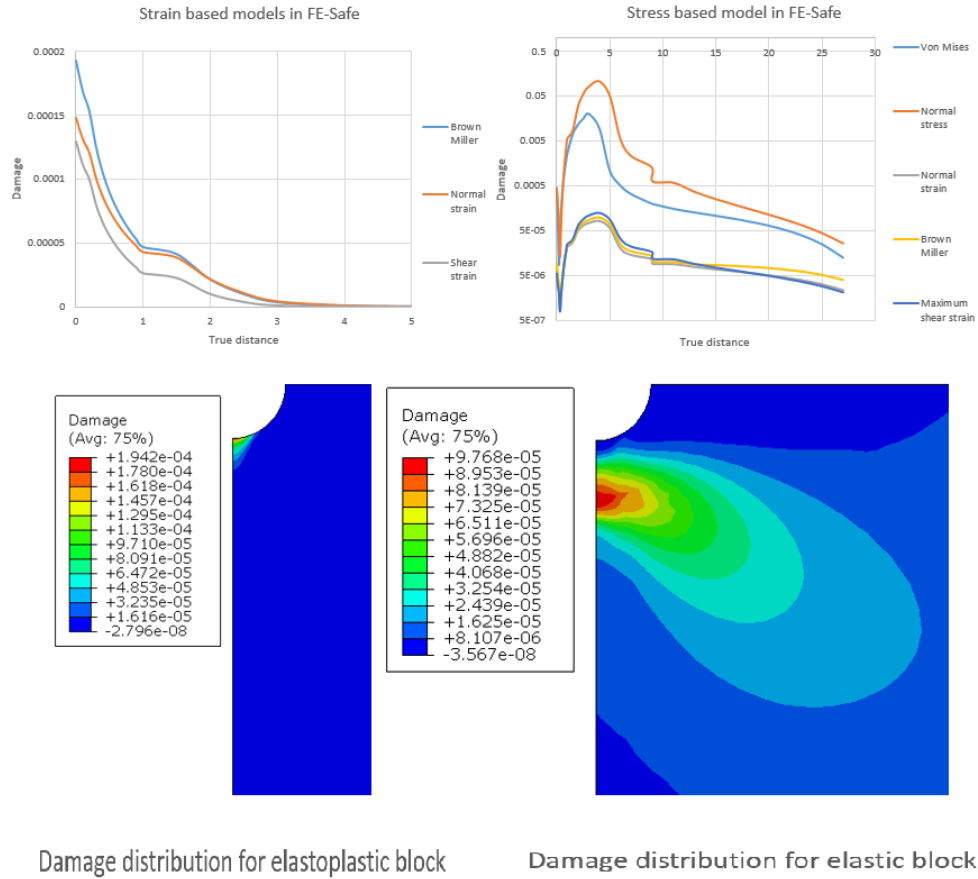 Strain based models in FE-Safe
0.0002
0.00015
0.0001
0.00005
0
Damage
0
1
2
3
4
5
True distance
Brown
Miller
Normal
strain
Shear
strain
Stress based model in FE-Safe
0
5
10
15
20
25
30
0.5
0.05
0.005
0.0005
5E-05
5E-06
5E-07
Damage
True distance
Von Mises
Normal
stress
Normal
strain
Brown
Miller
Maximum
shear strain
Damage
(Avg: 75%)
+1.942e-04
+1.780e-04
+1.618e-04
+1.457e-04
+1.295e-04
+1.133e-04
+9.710e-05
+8.091e-05
+6.472e-05
+4.853e-05
+3.235e-05
+1.616e-05
-2.796e-08
Damage
(Avg: 75%)
+9.768e-05
+8.953e-05
+8.139e-05
+7.325e-05
+6.511e-05
+5.696e-05
+4.882e-05
+4.068e-05
+3.254e-05
+2.439e-05
+1.625e-05
+8.107e-06
-3.567e-08
Damage distribution for elastoplastic block
Damage distribution for elastic block